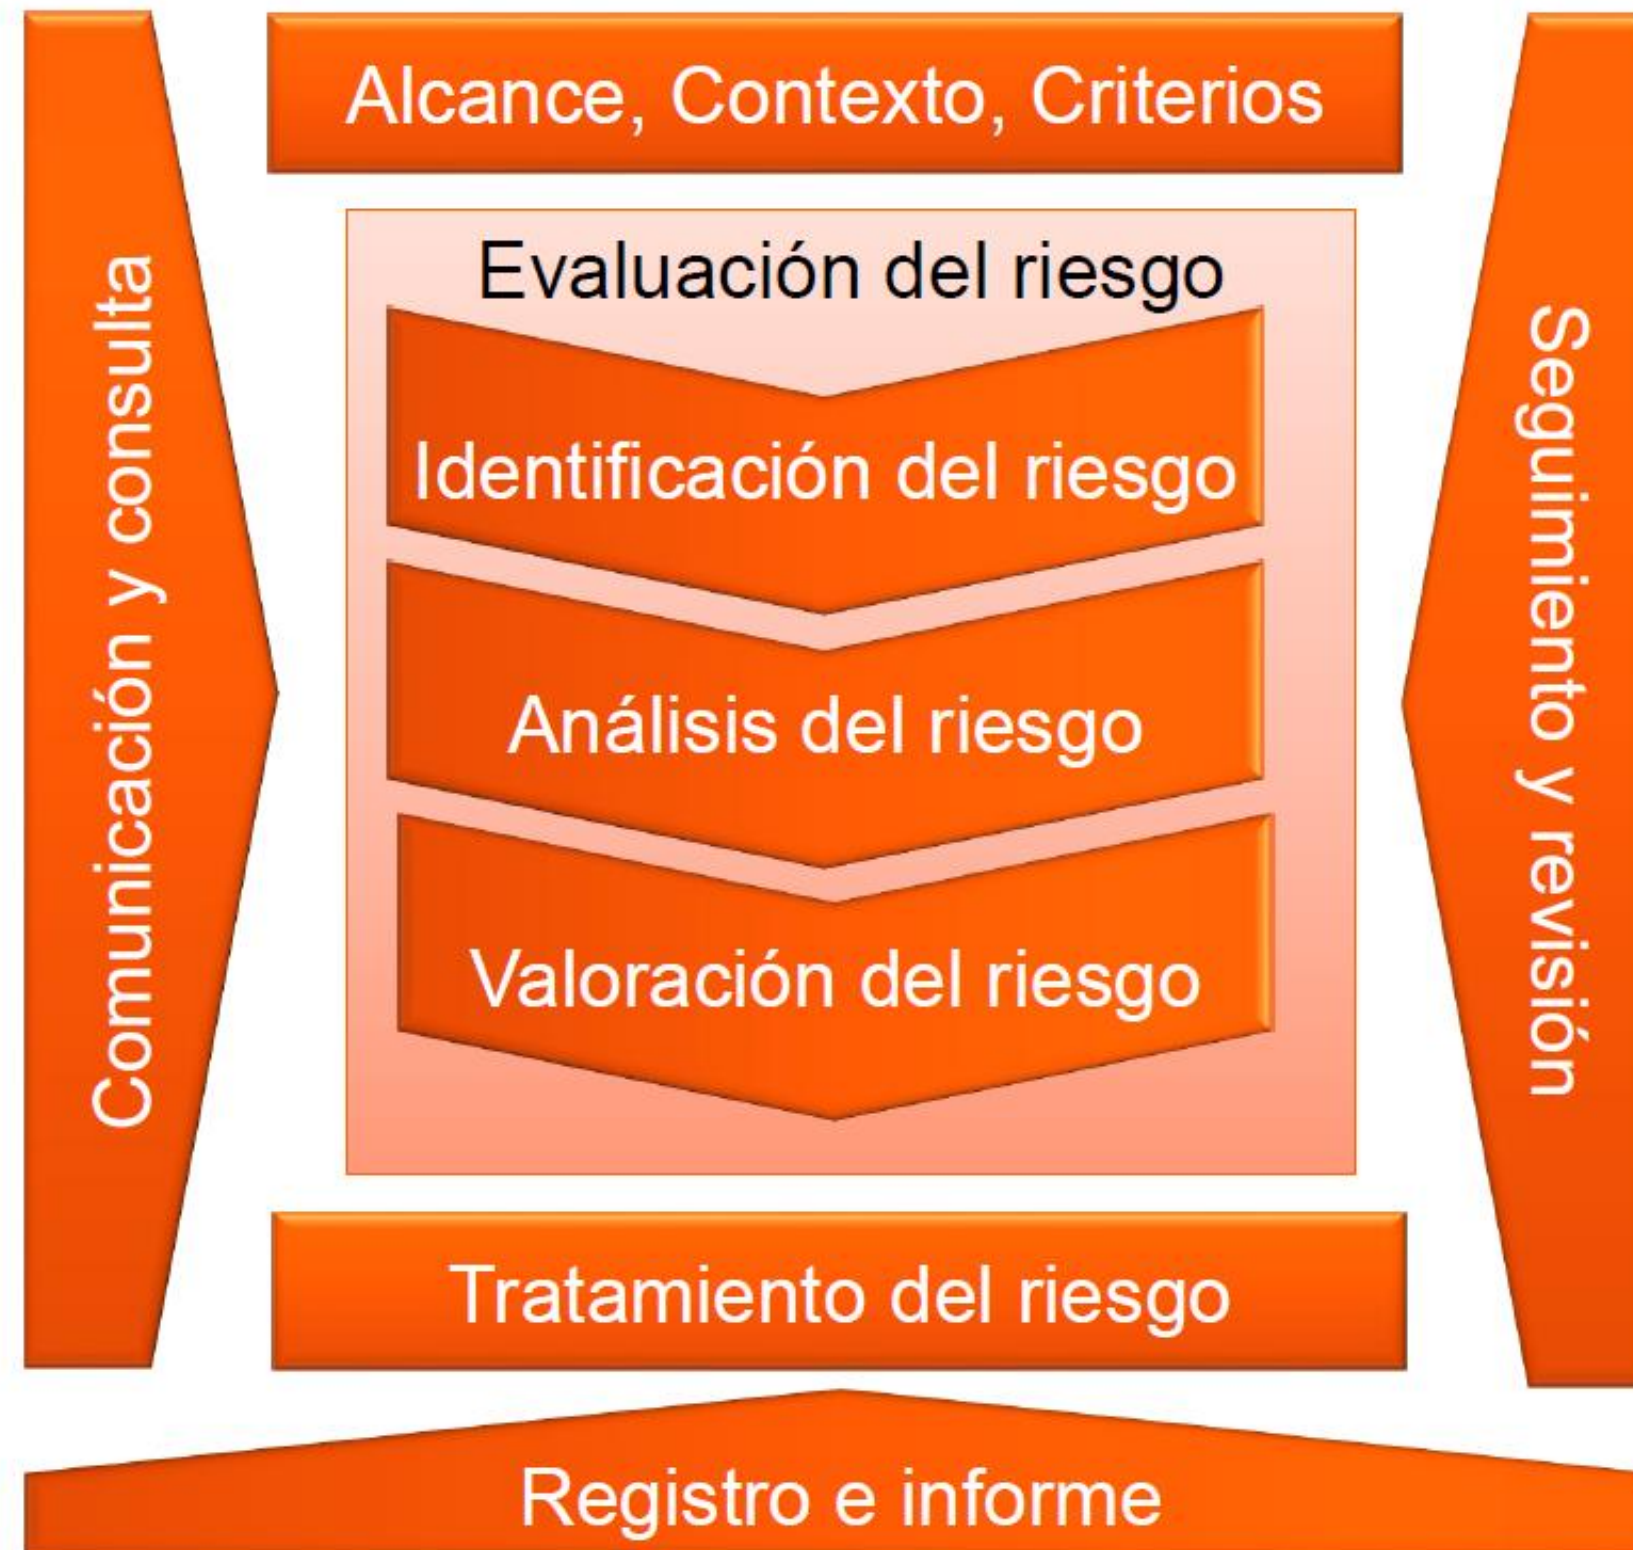 Alcance, Contexto, Criterios
Comunicación y consulta
Evaluación del riesgo
Identificación del riesgo
Análisis del riesgo
Valoración del riesgo
Seguimiento y revisión
Tratamiento del riesgo
Registro e informe